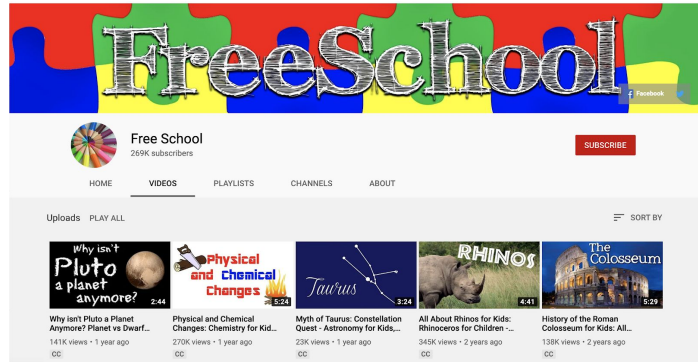 FreeSchool
Facebook
Free School
269K subscribers
SUBSCRIBE
HOME VIDEOS PLAYLISTS CHANNELS ABOUT
Uploads PLAY ALL SORT BY
Why isn't
Pluto
a planet
anymore?
2:44
Physical
and Chemical
Changes
5:24
Taurus
3:24
RHINOS
4:41
The
Colosseum
5:29
Why isn't Pluto a Planet
Anymore? Planet vs Dwarf...
141K views • 1 year ago
CC
Physical and Chemical
Changes: Chemistry for Kid...
270K views • 1 year ago
CC
Myth of Taurus: Constellation
Quest - Astronomy for Kids,...
23K views • 1 year ago
CC
All About Rhinos for Kids:
Rhinoceros for Children -...
345K views • 2 years ago
CC
History of the Roman
Colosseum for Kids: All...
138K views • 2 years ago
CC